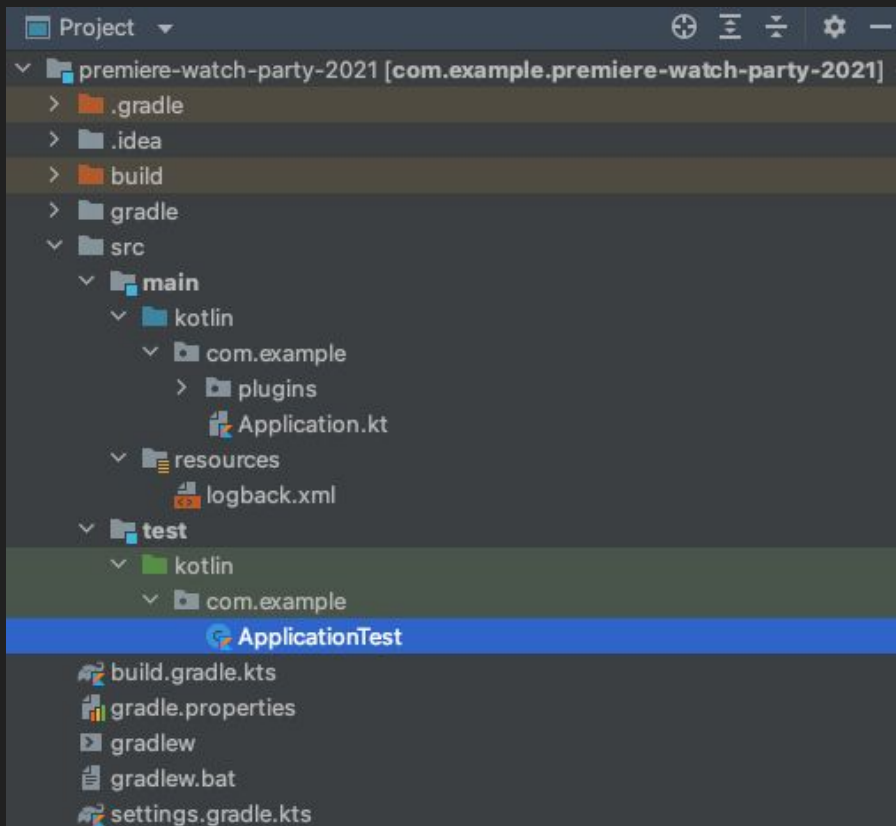 Project
premiere-watch-party-2021 [com.example.premiere-watch-party-2021]
.gradle
.idea
build
gradle
src
main
kotlin
com.example
plugins
Application.kt
resources
logback.xml
test
kotlin
com.example
ApplicationTest
build.gradle.kts
gradle.properties
gradlew
gradlew.bat
settings.gradle.kts